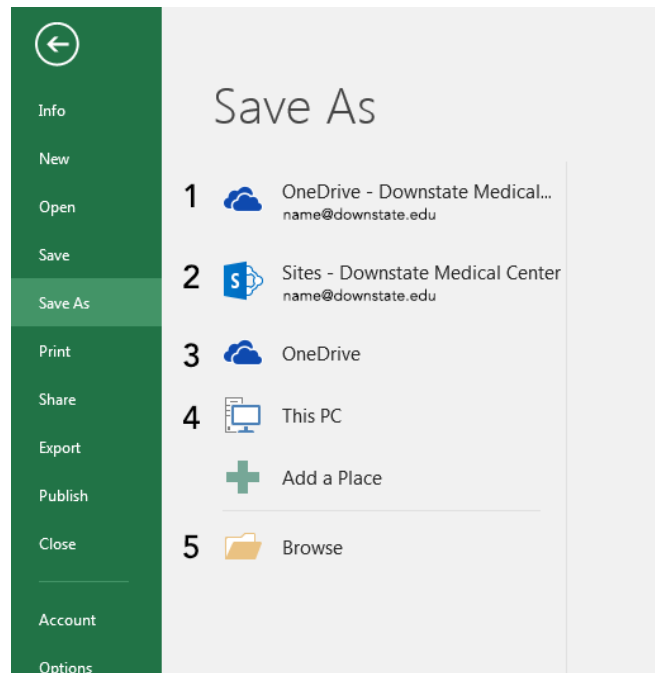 Info
New
Open
Save
Save As
Print
Share
Export
Publish
Close
Account
Options
Save As
1 OneDrive - Downstate Medical...
name@downstate.edu
2 S Sites - Downstate Medical Center
name@downstate.edu
3 OneDrive
4 This PC
Add a Place
5 Browse